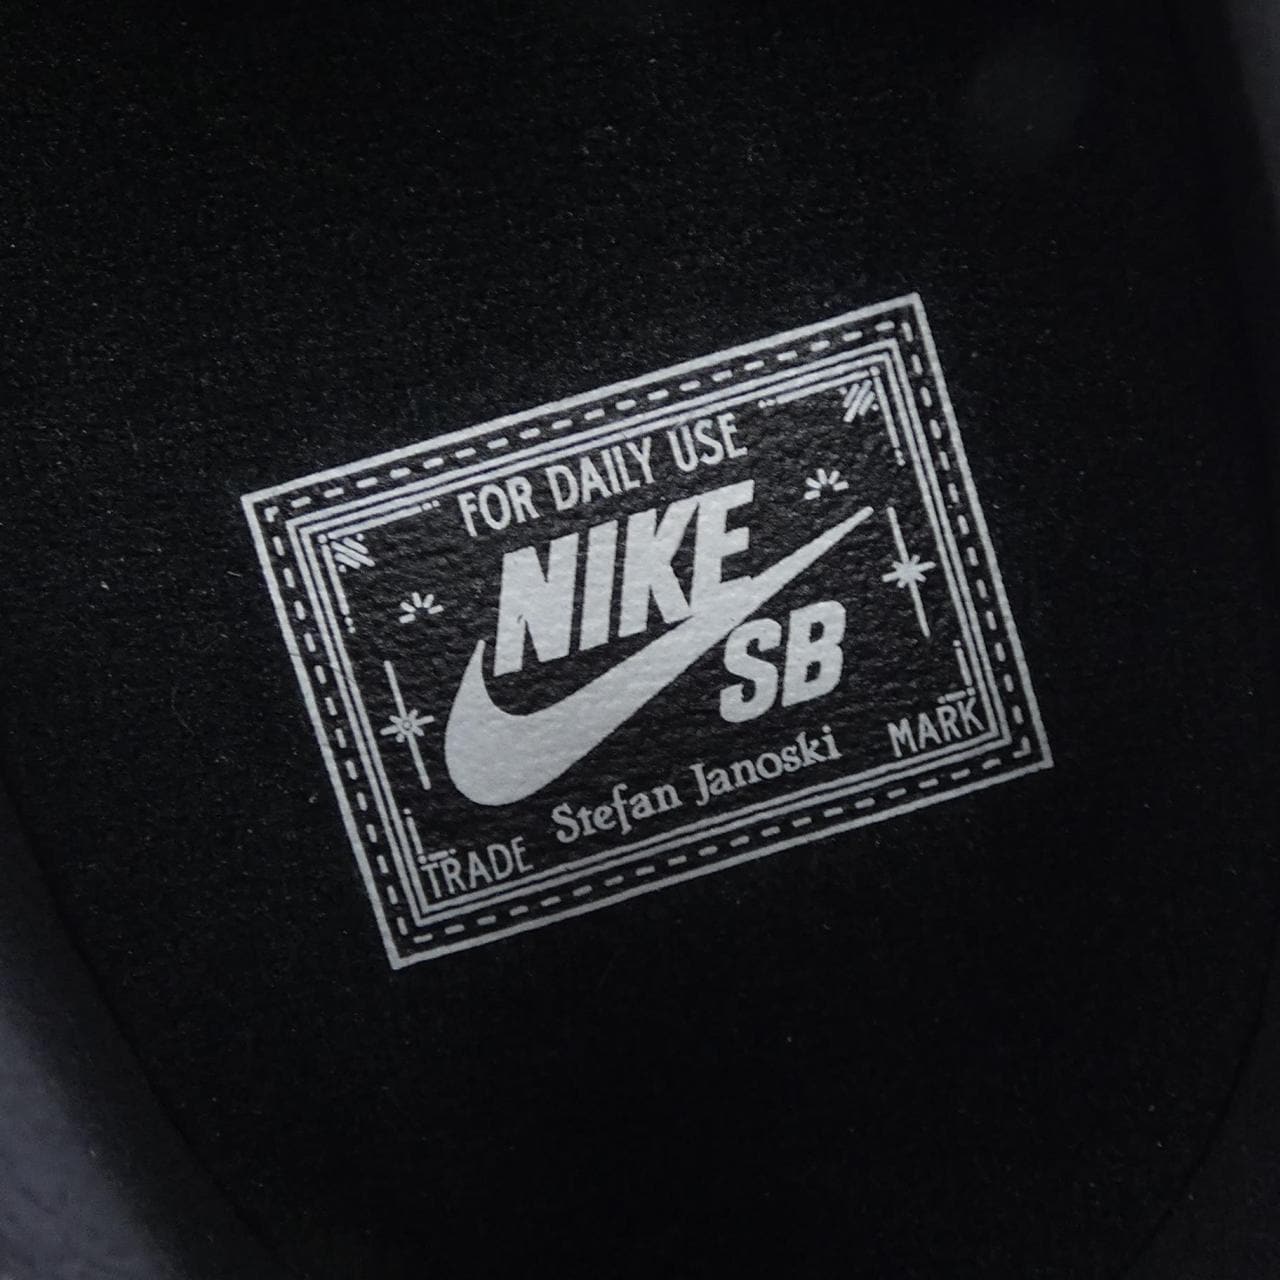 FOR DAILY USE
NIKE
SB
Stefan Janoski
TRADE MARK